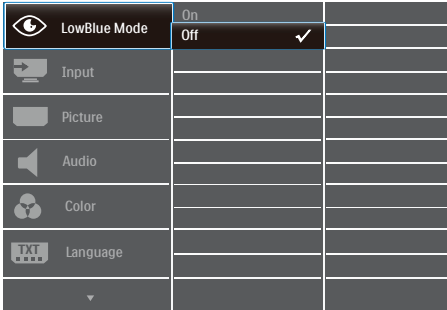 LowBlue Mode
On
Off
Input
Picture
Audio
Color
TXT
Language